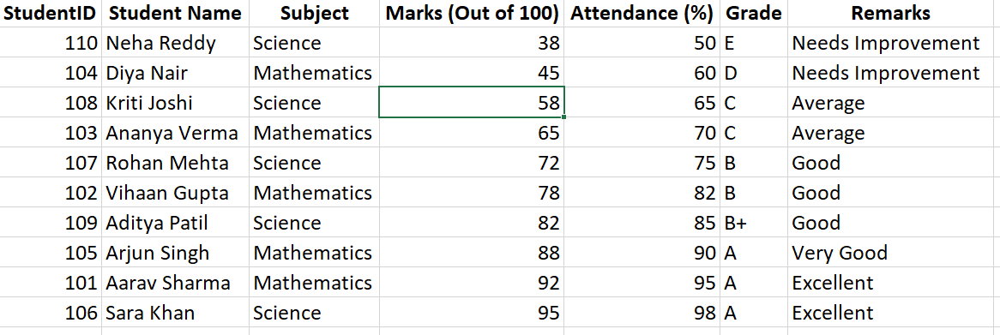 StudentID Student Name Subject Marks (Out of 100) Attendance (%) Grade Remarks
110 Neha Reddy Science 38 50 E Needs Improvement
104 Diya Nair Mathematics 45 60 D Needs Improvement
108 Kriti Joshi Science 58 65 C Average
103 Ananya Verma Mathematics 65 70 C Average
107 Rohan Mehta Science 72 75 B Good
102 Vihaan Gupta Mathematics 78 82 B Good
109 Aditya Patil Science 82 85 B+ Good
105 Arjun Singh Mathematics 88 90 A Very Good
101 Aarav Sharma Mathematics 92 95 A Excellent
106 Sara Khan Science 95 98 A Excellent